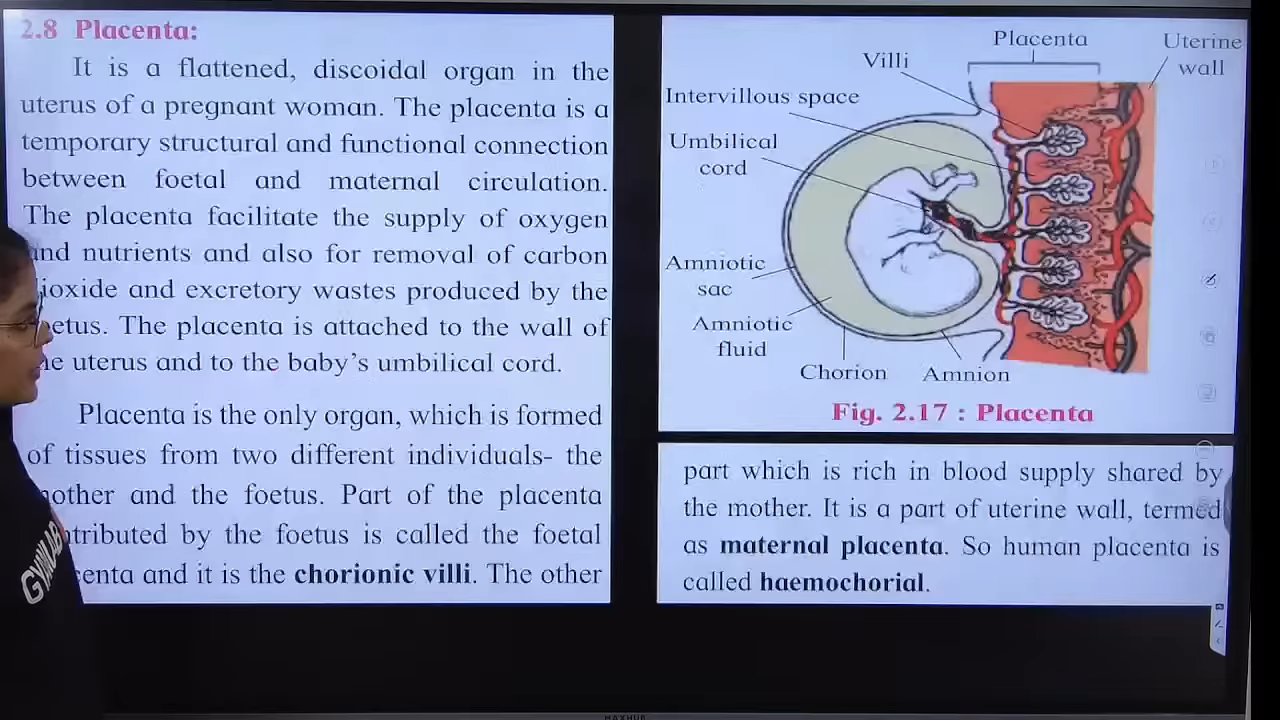 2.8 Placenta:
It is a flattened, discoidal organ in the
uterus of a pregnant woman. The placenta is a
temporary structural and functional connection
between foetal and maternal circulation.
The placenta facilitate the supply of oxygen
and nutrients and also for removal of carbon
ioxide and excretory wastes produced by the
etus. The placenta is attached to the wall of
e uterus and to the baby's umbilical cord.
Placenta is the only organ, which is formed
of tissues from two different individuals- the
other and the foetus. Part of the placenta
tributed by the foetus is called the foetal
enta and it is the chorionic villi. The other
Placenta
Uterine
wall
Villi
Intervillous space
Umbilical
cord
Amniotic
sac
Amniotic
fluid
Chorion
Amnion
Fig. 2.17 : Placenta
part which is rich in blood supply shared by
the mother. It is a part of uterine wall, termed
as maternal placenta. So human placenta is
called haemochorial.
MAXHUB